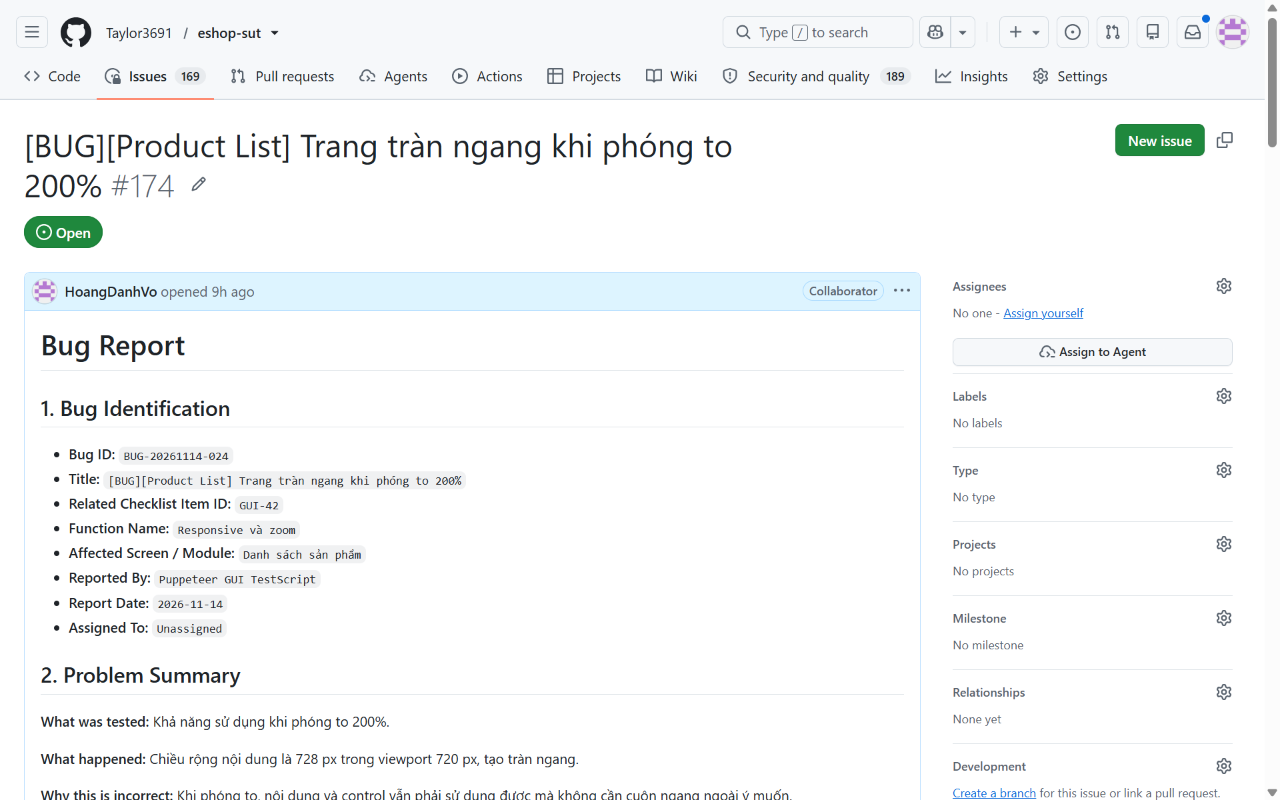 Taylor3691 / eshop-sut
Type / to search
Code
Issues 169
Pull requests
Agents
Actions
Projects
Wiki
Security and quality 189
Insights
Settings
[BUG][Product List] Trang tràn ngang khi phóng to
200% #174
New issue
Open
HoangDanhVo opened 9h ago
Collaborator
Bug Report
1. Bug Identification
Bug ID: BUG-20261114-024
Title: [BUG][Product List] Trang tràn ngang khi phóng to 200%
Related Checklist Item ID: GUI-42
Function Name: Responsive và zoom
Affected Screen / Module: Danh sách sản phẩm
Reported By: Puppeteer GUI TestScript
Report Date: 2026-11-14
Assigned To: Unassigned
2. Problem Summary
What was tested: Khả năng sử dụng khi phóng to 200%.
What happened: Chiều rộng nội dung là 728 px trong viewport 720 px, tạo tràn ngang.
Why this is incorrect: Khi phóng to, nội dung và control vẫn phải sử dụng được mà không cần cuộn ngang ngoài ý muốn.
Assignees
No one - Assign yourself
Assign to Agent
Labels
No labels
Type
No type
Projects
No projects
Milestone
No milestone
Relationships
None yet
Development
Create a branch for this issue or link a pull request.